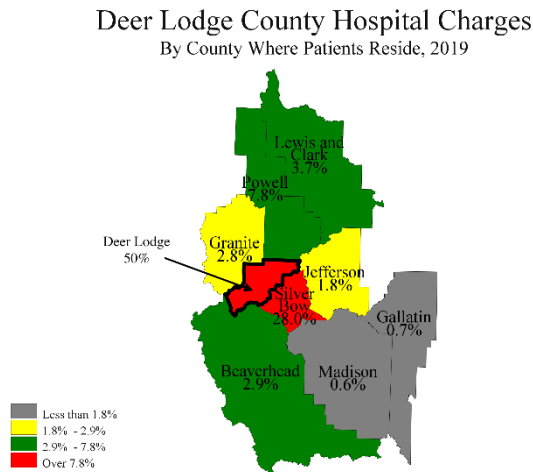 Deer Lodge County Hospital Charges
By County Where Patients Reside, 2019
Lewis and
Clark
3.7%
Powell
7.8%
Granite
2.8%
Deer Lodge
50%
Jefferson
1.8%
Silver
Bow
28.0%
Gallatin
0.7%
Beaverhead
2.9%
Madison
0.6%
Less than 1.8%
1.8% - 2.9%
2.9% - 7.8%
Over 7.8%